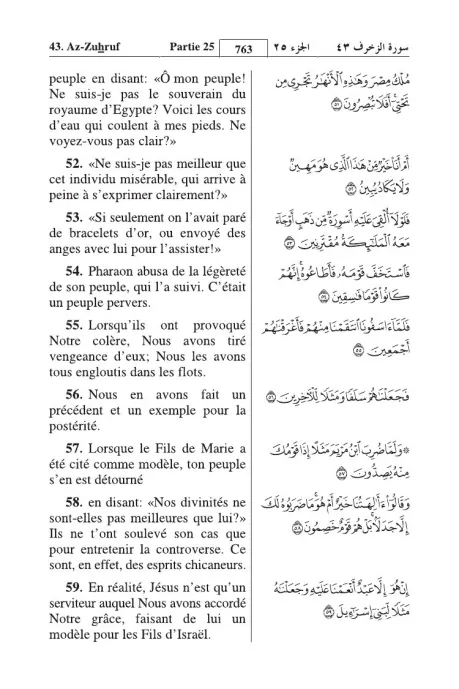 43. Az-Zuhruf Partie 25 763 الجزء ٢٥ سورة الزخرف ٤٣
peuple en disant: «Ô mon peuple!
Ne suis-je pas le souverain du
royaume d’Egypte? Voici les cours
d’eau qui coulent à mes pieds. Ne
voyez-vous pas clair?»
52. «Ne suis-je pas meilleur que
cet individu misérable, qui arrive à
peine à s’exprimer clairement?»
53. «Si seulement on l’avait paré
de bracelets d’or, ou envoyé des
anges avec lui pour l’assister!»
54. Pharaon abusa de la légèreté
de son peuple, qui l’a suivi. C’était
un peuple pervers.
55. Lorsqu’ils ont provoqué
Notre colère, Nous avons tiré
vengeance d’eux; Nous les avons
tous engloutis dans les flots.
56. Nous en avons fait un
précédent et un exemple pour la
postérité.
57. Lorsque le Fils de Marie a
été cité comme modèle, ton peuple
s’en est détourné
58. en disant: «Nos divinités ne
sont-elles pas meilleures que lui?»
Ils ne t’ont soulevé son cas que
pour entretenir la controverse. Ce
sont, en effet, des esprits chicaneurs.
59. En réalité, Jésus n’est qu’un
serviteur auquel Nous avons accordé
Notre grâce, faisant de lui un
modèle pour les Fils d’Israël.
مُلْكُ مِصْرَ وَهَٰذِهِ ٱلْأَنْهَٰرُ تَجْرِى مِن
تَحْتِىٓ أَفَلَا تُبْصِرُونَ ٥١
أَمْ أَنَا۠ خَيْرٌ مِّنْ هَٰذَا ٱلَّذِى هُوَ مَهِينٌ
وَلَا يَكَادُ يُبِينُ ٥٢
فَلَوْلَآ أُلْقِىَ عَلَيْهِ أَسْوِرَةٌ مِّن ذَهَبٍ أَوْ جَآءَ
مَعَهُ ٱلْمَلَٰٓئِكَةُ مُقْتَرِنِينَ ٥٣
فَٱسْتَخَفَّ قَوْمَهُۥ فَأَطَاعُوهُ إِنَّهُمْ
كَانُوا۟ قَوْمًا فَٰسِقِينَ ٥٤
فَلَمَّآ ءَاسَفُونَا ٱنتَقَمْنَا مِنْهُمْ فَأَغْرَقْنَٰهُمْ
أَجْمَعِينَ ٥٥
فَجَعَلْنَٰهُمْ سَلَفًا وَمَثَلًا لِّلْءَاخِرِينَ ٥٦
۞ وَلَمَّا ضُرِبَ ٱبْنُ مَرْيَمَ مَثَلًا إِذَا قَوْمُكَ
مِنْهُ يَصِدُّونَ ٥٧
وَقَالُوٓا۟ ءَأَٰلِهَتُنَا خَيْرٌ أَمْ هُوَ مَا ضَرَبُوهُ لَكَ
إِلَّا جَدَلًۢا بَلْ هُمْ قَوْمٌ خَصِمُونَ ٥٨
إِنْ هُوَ إِلَّا عَبْدٌ أَنْعَمْنَا عَلَيْهِ وَجَعَلْنَٰهُ
مَثَلًا لِّبَنِىٓ إِسْرَٰٓءِيلَ ٥٩